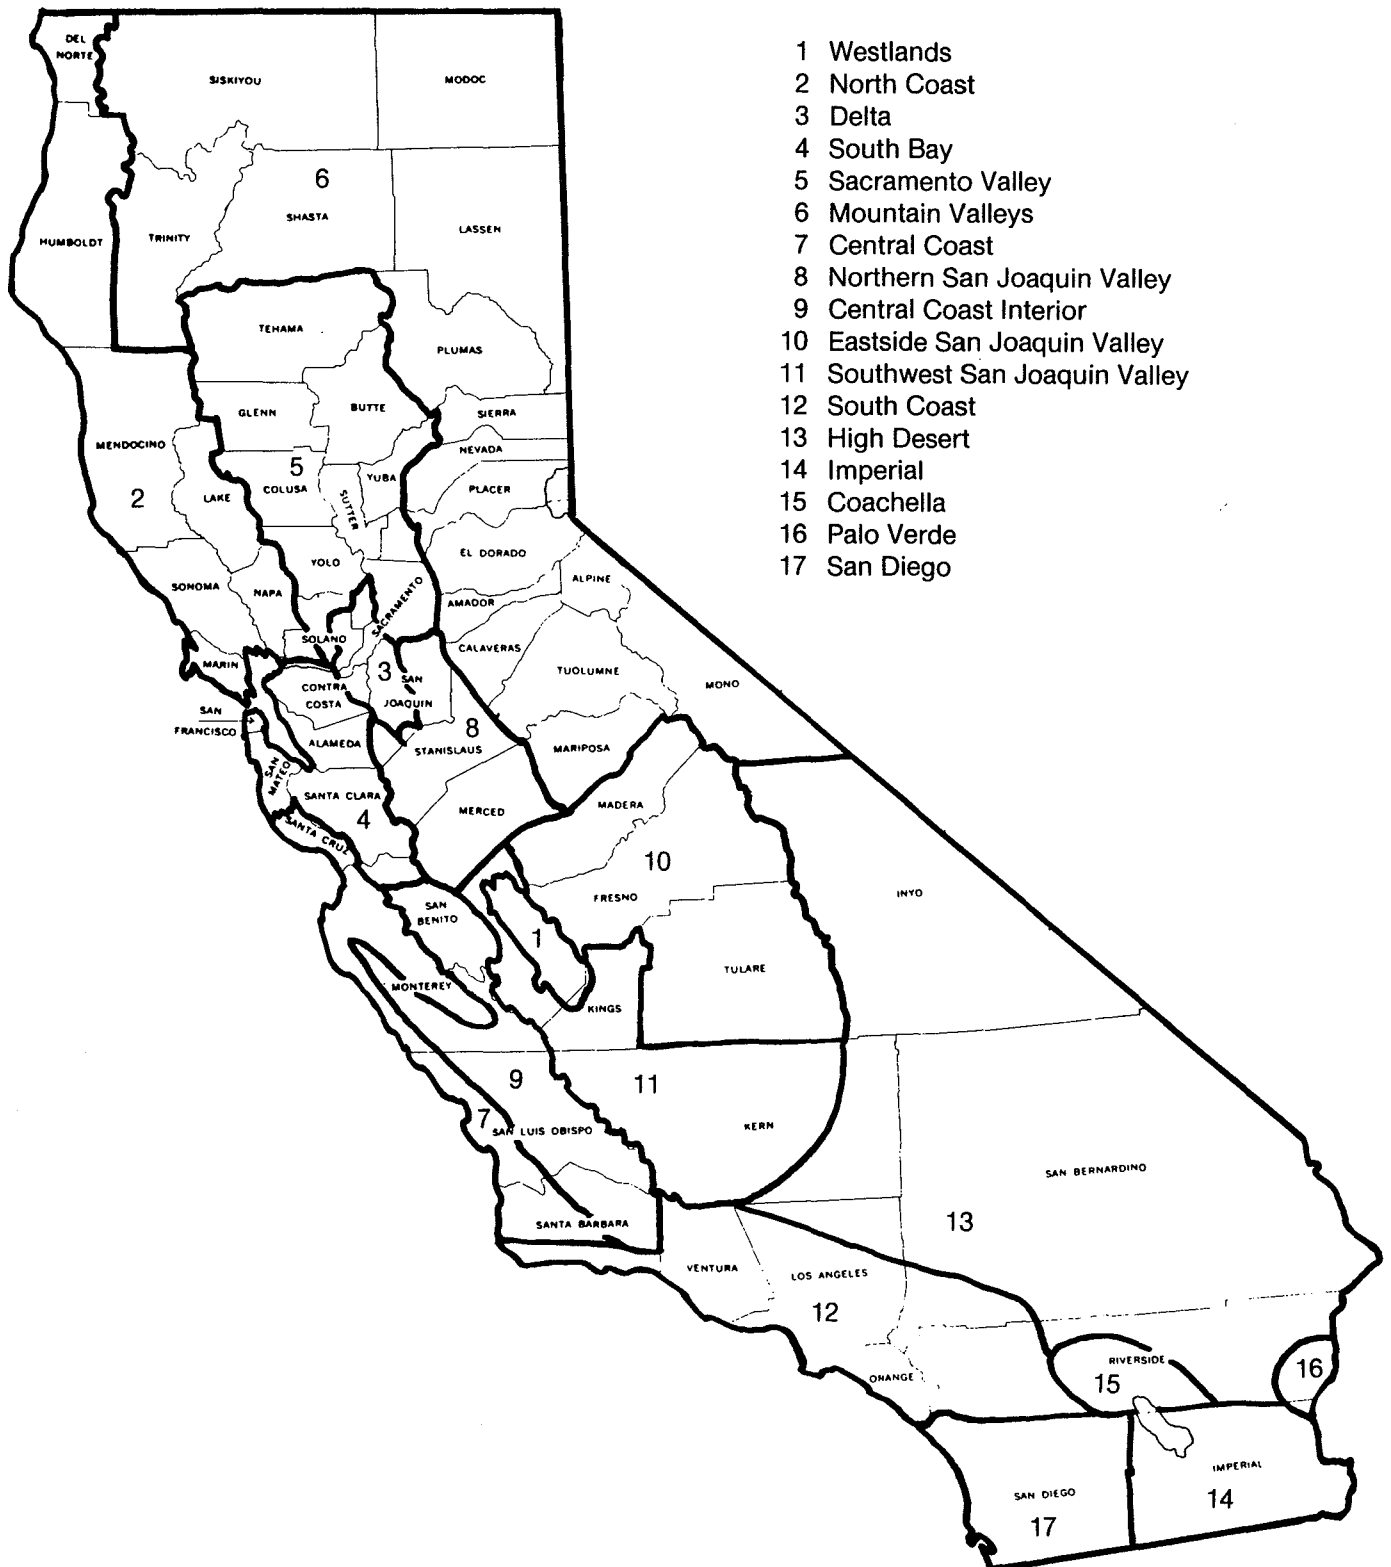 1 Westlands
2 North Coast
3 Delta
4 South Bay
5 Sacramento Valley
6 Mountain Valleys
7 Central Coast
8 Northern San Joaquin Valley
9 Central Coast Interior
10 Eastside San Joaquin Valley
11 Southwest San Joaquin Valley
12 South Coast
13 High Desert
14 Imperial
15 Coachella
16 Palo Verde
17 San Diego
DEL
NORTE
SISKIYOU
MODOC
6
SHASTA
HUMBOLDT
TRINITY
LASSEN
TEHAMA
PLUMAS
GLENN
BUTTE
SIERRA
MENDOCINO
NEVADA
5
YUBA
COLUSA
PLACER
2
LAKE
SUTTER
EL DORADO
YOLO
ALPINE
SONOMA
NAPA
SACRAMENTO
AMADOR
SOLANO
CALAVERAS
MARIN
3
SAN
JOAQUIN
TUOLUMNE
MONO
CONTRA
COSTA
SAN
FRANCISCO
8
ALAMEDA
STANISLAUS
MARIPOSA
SAN
MATEO
SANTA CLARA
4
MERCED
MADERA
SANTA CRUZ
10
FRESNO
INYO
SAN
BENITO
1
TULARE
MONTEREY
KINGS
9
11
7
SAN LUIS OBISPO
KERN
SAN BERNARDINO
13
SANTA BARBARA
VENTURA
LOS ANGELES
12
ORANGE
RIVERSIDE
15
16
IMPERIAL
14
SAN DIEGO
17